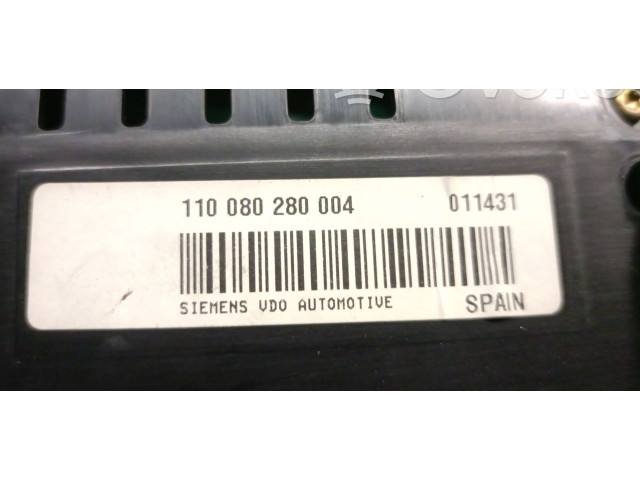 110 080 280 004 011431
SIEMENS VDO AUTOMOTIVE SPAIN